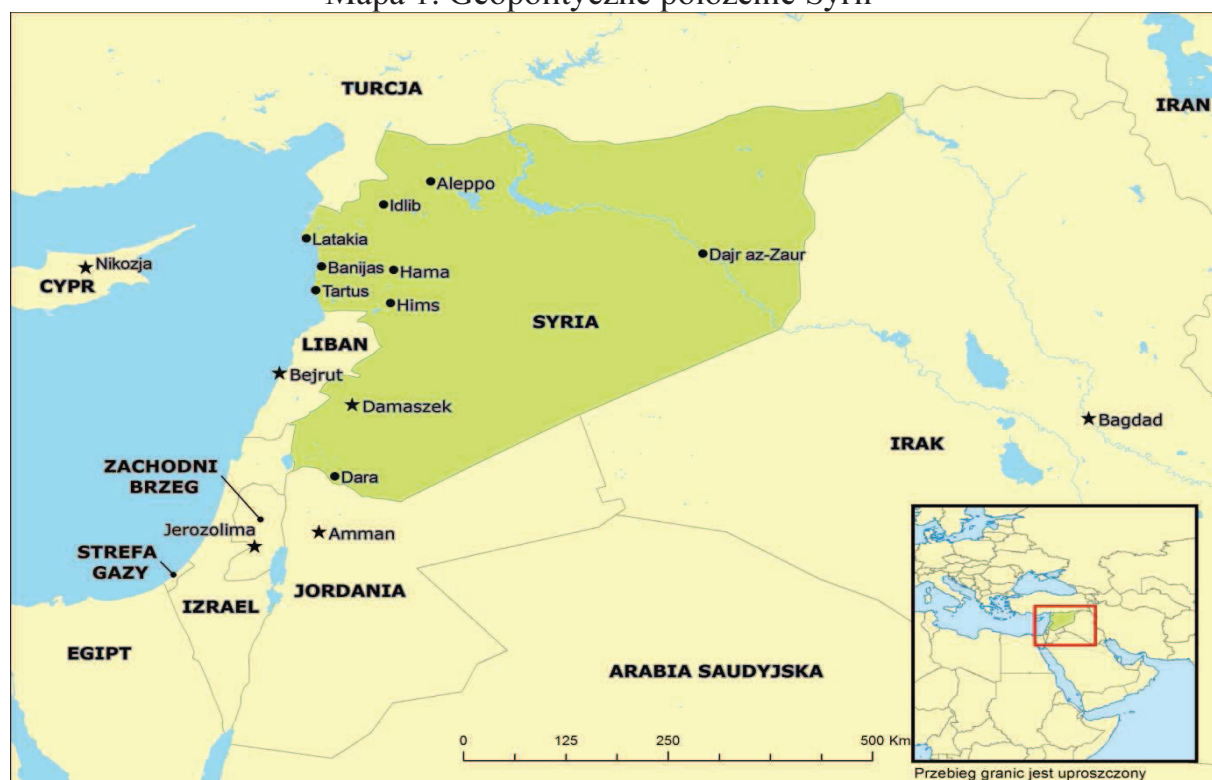 Mapa 1. Geopolityczne położenie Syrii
TURCJA
IRAN
Aleppo
Idlib
Latakia
Dajr az-Zaur
Nikozja
Banijas
Hama
CYPR
Tartus
Hims
SYRIA
LIBAN
Bejrut
Damaszek
Bagdad
IRAK
ZACHODNI
BRZEG
Dara
Jerozolima
Amman
STREFA
GAZY
JORDANIA
IZRAEL
EGIPT
ARABIA SAUDYJSKA
0 125 250 500 Km
Przebieg granic jest uproszczony